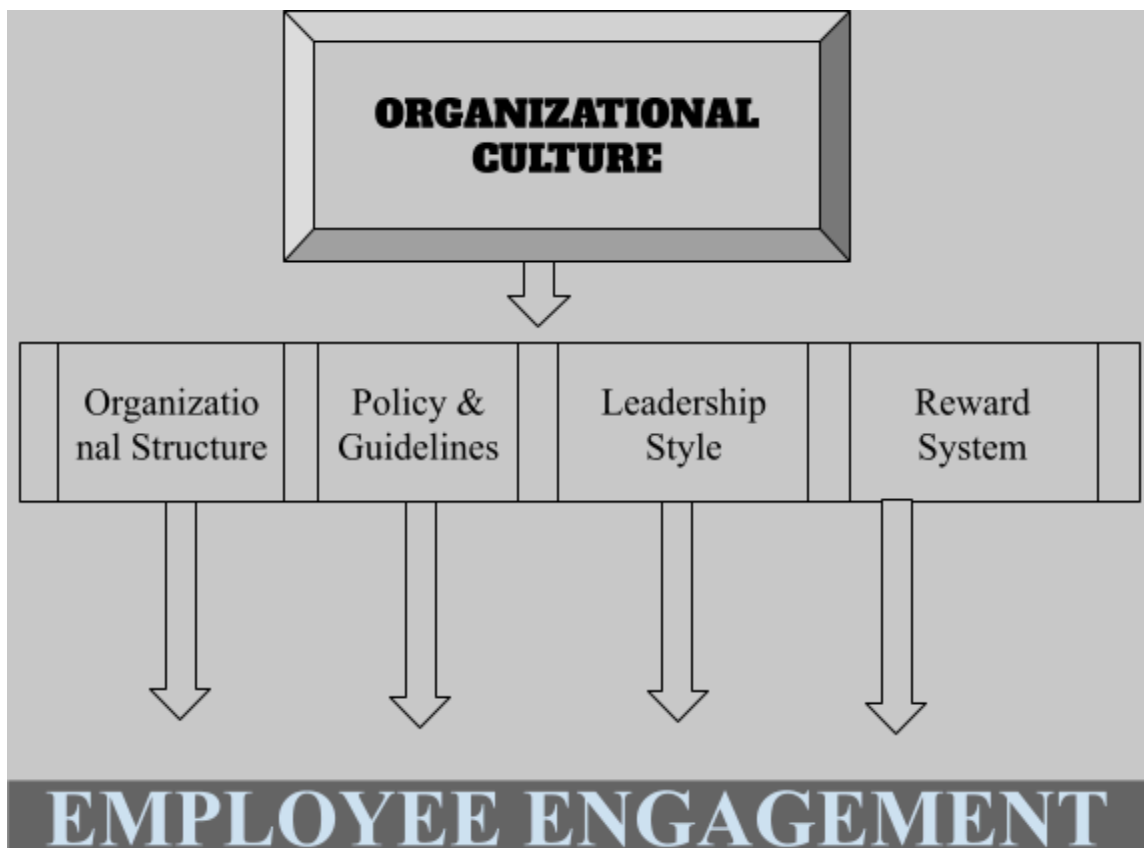 ORGANIZATIONAL
CULTURE
Organizatio
nal Structure
Policy &
Guidelines
Leadership
Style
Reward
System
EMPLOYEE ENGAGEMENT